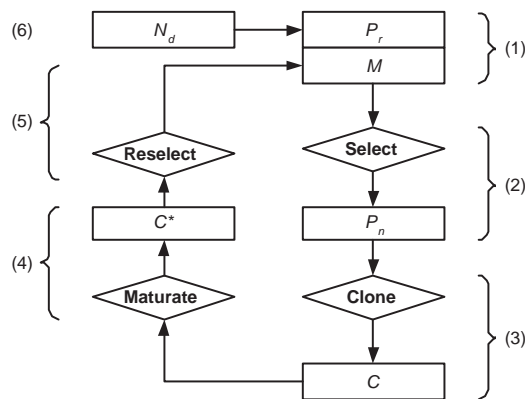 (6) N_d P_r (1)
M
(5)
Reselect Select
(2)
C* P_n
(4)
Maturate Clone
(3)
C